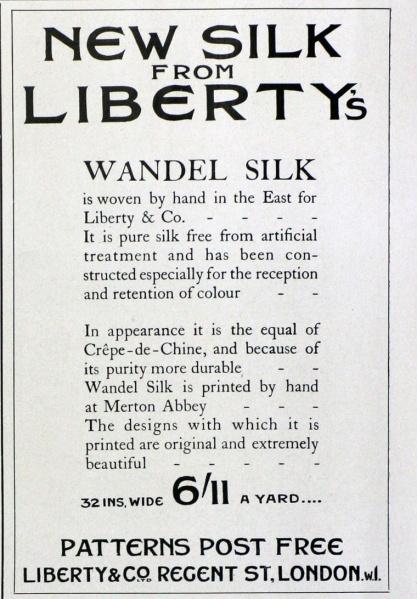 NEW SILK
FROM
LIBERTY's
WANDEL SILK
is woven by hand in the East for
Liberty & Co. - - - -
It is pure silk free from artificial
treatment and has been con-
structed especially for the reception
and retention of colour - -
In appearance it is the equal of
Crêpe-de-Chine, and because of
its purity more durable - -
Wandel Silk is printed by hand
at Merton Abbey - - -
The designs with which it is
printed are original and extremely
beautiful - - - - -
32 INS. WIDE 6/11 A YARD....
PATTERNS POST FREE
LIBERTY & CO. LTD. REGENT ST., LONDON. W.1.